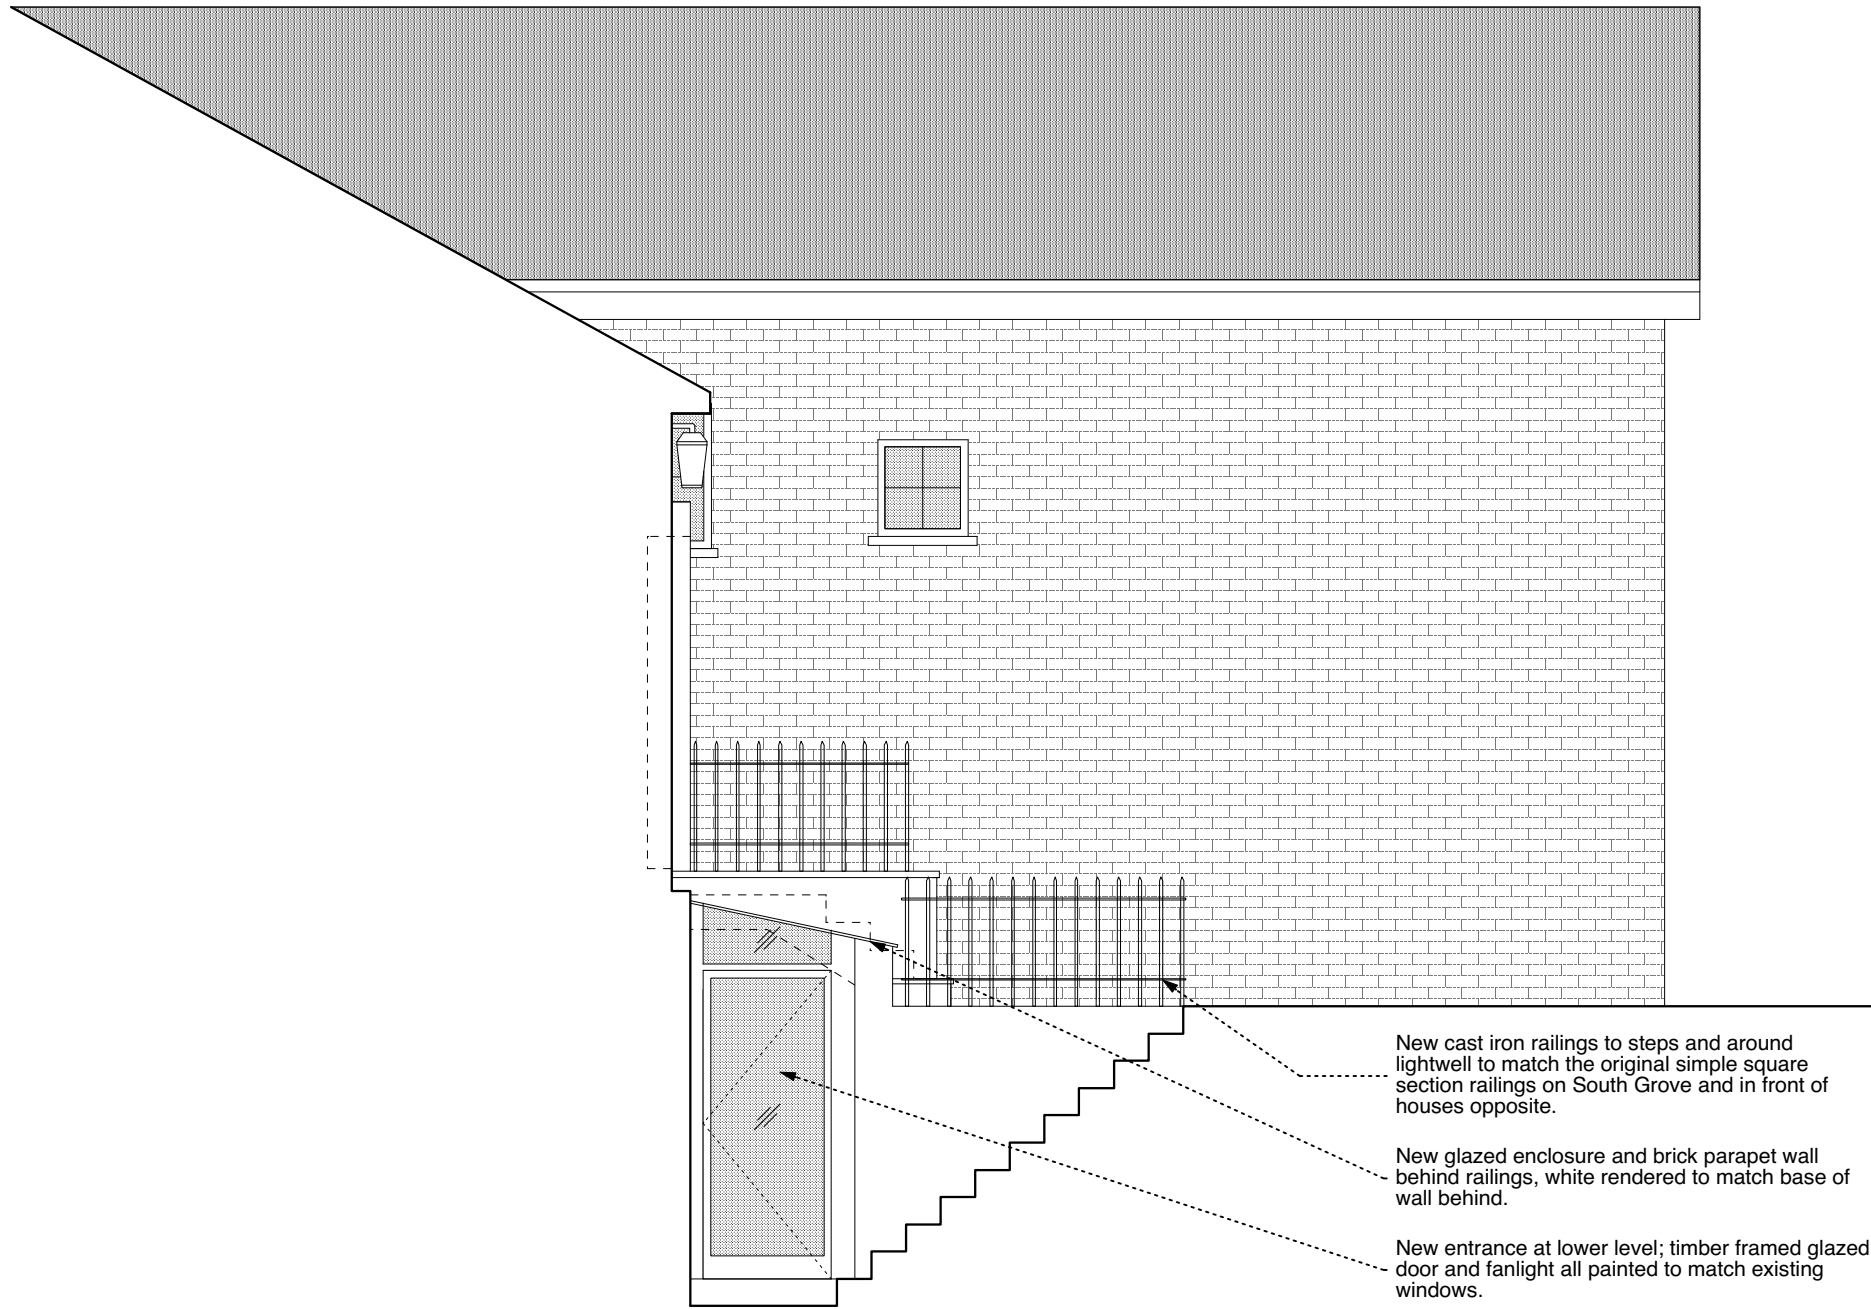 New cast iron railings to steps and around
lightwell to match the original simple square
section railings on South Grove and in front of
houses opposite.
New glazed enclosure and brick parapet wall
behind railings, white rendered to match base of
wall behind.
New entrance at lower level; timber framed glazed
door and fanlight all painted to match existing
windows.